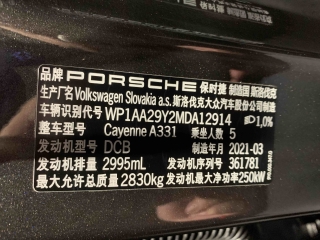 品牌 PORSCHE 保时捷 制造国 斯洛伐克
生产厂名 Volkswagen Slovakia a.s. 斯洛伐克大众汽车股份公司制造
车辆识别代号 WP1AA29Y2MDA12914 1,0%
整车型号 Cayenne A331 乘坐人数 5
发动机型号 DCB 制造年月 2021-03
发动机排量 2995mL 发动机序列号 361781
最大允许总质量 2830kg 发动机最大净功率 250kW